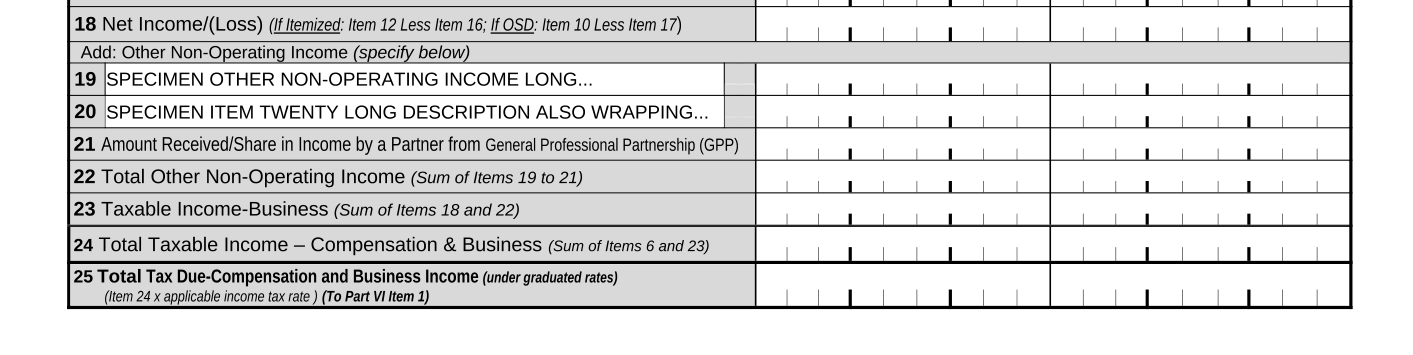 18 Net Income/(Loss) (If Itemized: Item 12 Less Item 16; If OSD: Item 10 Less Item 17)
Add: Other Non-Operating Income (specify below)
19 SPECIMEN OTHER NON-OPERATING INCOME LONG...
20 SPECIMEN ITEM TWENTY LONG DESCRIPTION ALSO WRAPPING...
21 Amount Received/Share in Income by a Partner from General Professional Partnership (GPP)
22 Total Other Non-Operating Income (Sum of Items 19 to 21)
23 Taxable Income-Business (Sum of Items 18 and 22)
24 Total Taxable Income – Compensation & Business (Sum of Items 6 and 23)
25 Total Tax Due-Compensation and Business Income (under graduated rates)
(Item 24 x applicable income tax rate ) (To Part VI Item 1)